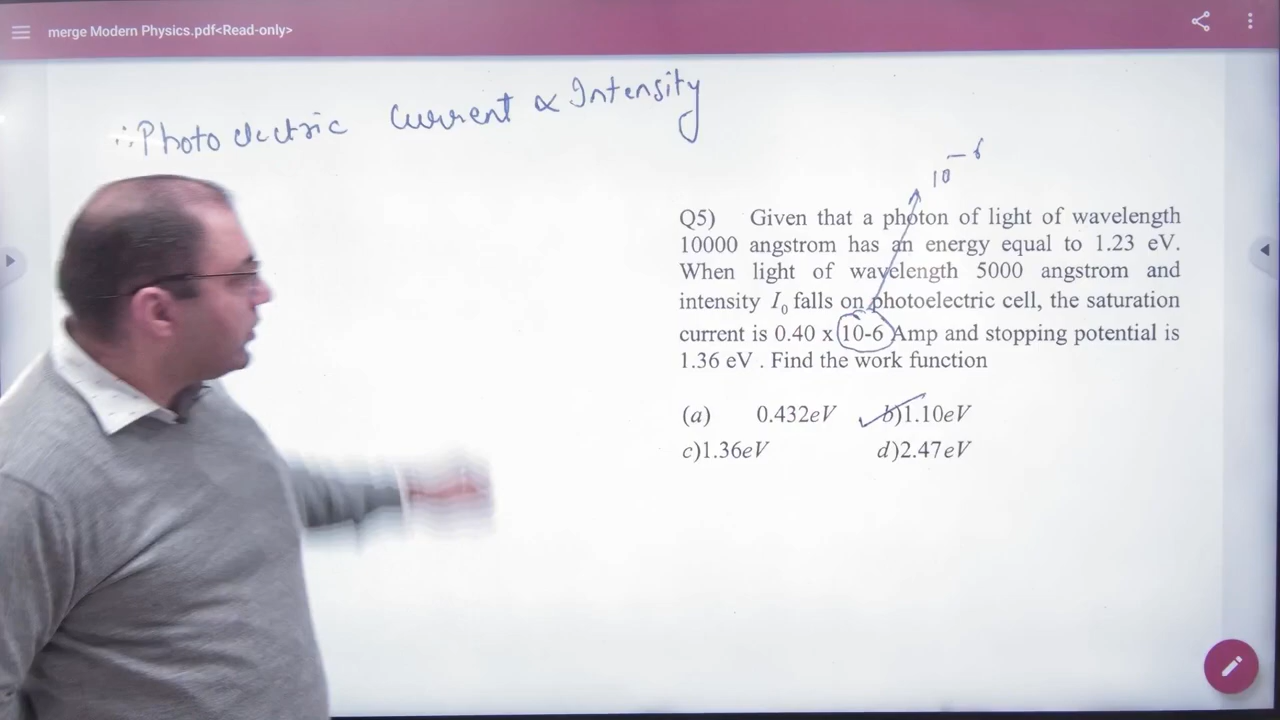 merge Modern Physics.pdf<Read-only>
∴ Photo electric current ∝ Intensity
10⁻⁶
Q5) Given that a photon of light of wavelength
10000 angstrom has an energy equal to 1.23 eV.
When light of wavelength 5000 angstrom and
intensity I₀ falls on photoelectric cell, the saturation
current is 0.40 x 10-6 Amp and stopping potential is
1.36 eV . Find the work function
(a) 0.432eV b)1.10eV
c)1.36eV d)2.47eV